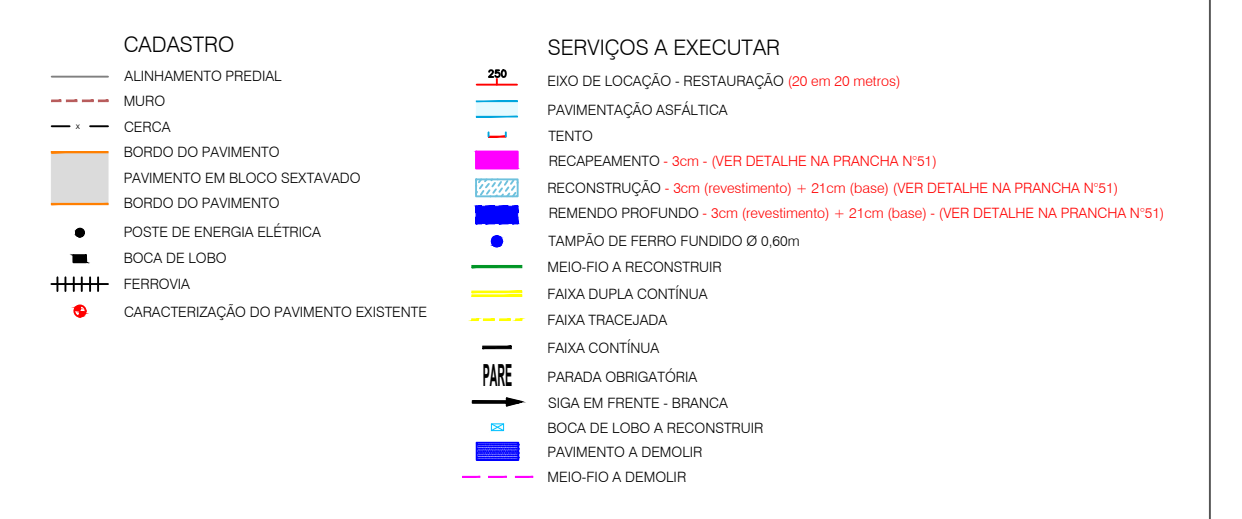 CADASTRO
ALINHAMENTO PREDIAL
MURO
x CERCA
BORDO DO PAVIMENTO
PAVIMENTO EM BLOCO SEXTAVADO
BORDO DO PAVIMENTO
POSTE DE ENERGIA ELÉTRICA
BOCA DE LOBO
FERROVIA
CARACTERIZAÇÃO DO PAVIMENTO EXISTENTE
SERVIÇOS A EXECUTAR
250 EIXO DE LOCAÇÃO - RESTAURAÇÃO (20 em 20 metros)
PAVIMENTAÇÃO ASFÁLTICA
TENTO
RECAPEAMENTO - 3cm - (VER DETALHE NA PRANCHA N°51)
RECONSTRUÇÃO - 3cm (revestimento) + 21cm (base) (VER DETALHE NA PRANCHA N°51)
REMENDO PROFUNDO - 3cm (revestimento) + 21cm (base) - (VER DETALHE NA PRANCHA N°51)
TAMPÃO DE FERRO FUNDIDO Ø 0,60m
MEIO-FIO A RECONSTRUIR
FAIXA DUPLA CONTÍNUA
FAIXA TRACEJADA
FAIXA CONTÍNUA
PARE PARADA OBRIGATÓRIA
SIGA EM FRENTE - BRANCA
BOCA DE LOBO A RECONSTRUIR
PAVIMENTO A DEMOLIR
MEIO-FIO A DEMOLIR